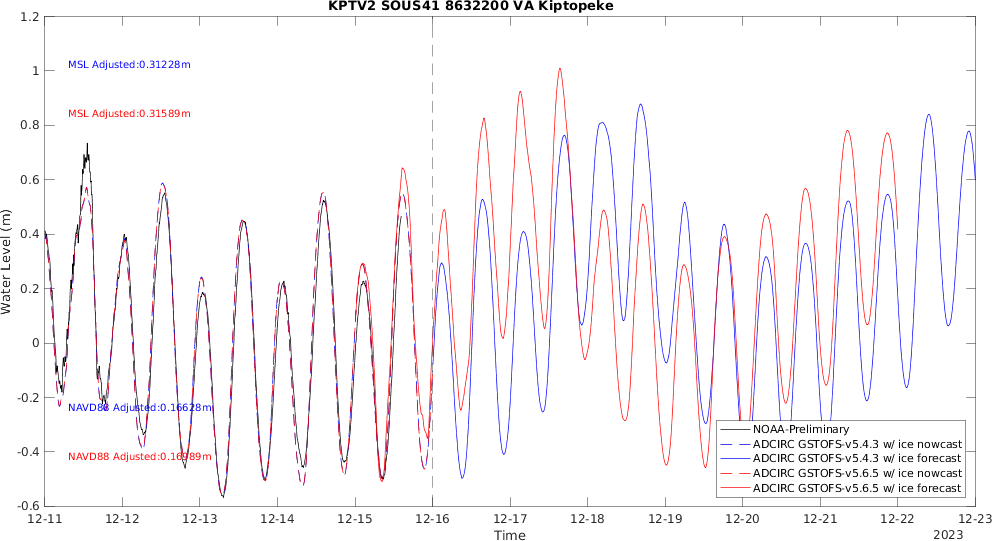 KPTV2 SOUS41 8632200 VA Kiptopeke
1.2
1
0.8
0.6
0.4
0.2
0
-0.2
-0.4
-0.6
Water Level (m)
MSL Adjusted:0.31228m
MSL Adjusted:0.31589m
NAVD88 Adjusted:0.16628m
NAVD88 Adjusted:0.16989m
NOAA-Preliminary
ADCIRC GSTOFS-v5.4.3 w/ ice nowcast
ADCIRC GSTOFS-v5.4.3 w/ ice forecast
ADCIRC GSTOFS-v5.6.5 w/ ice nowcast
ADCIRC GSTOFS-v5.6.5 w/ ice forecast
12-11 12-12 12-13 12-14 12-15 12-16 12-17 12-18 12-19 12-20 12-21 12-22 12-23
Time
2023